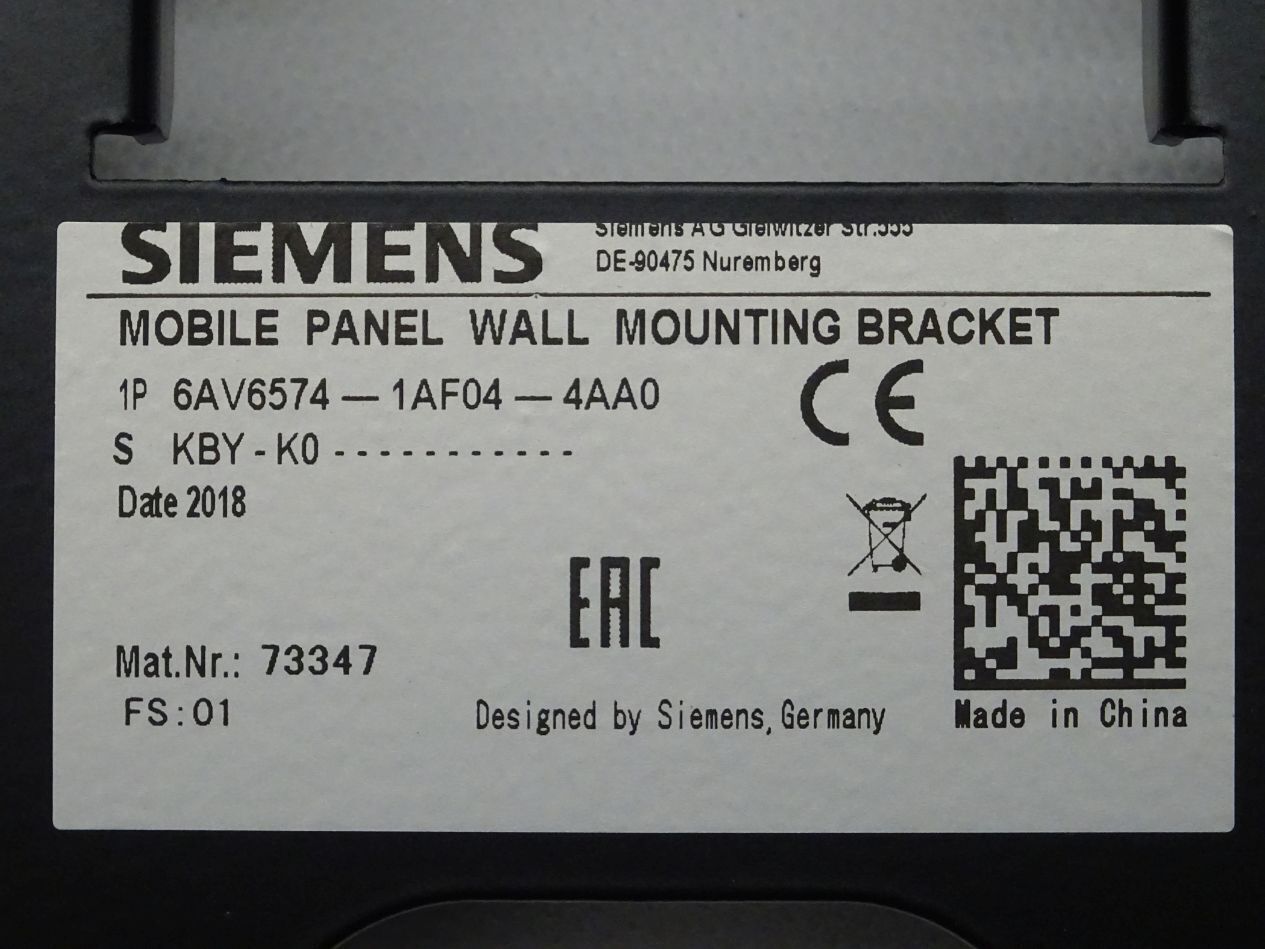 SIEMENS
Siemens AG Gleiwitzer Str.555
DE-90475 Nuremberg
MOBILE PANEL WALL MOUNTING BRACKET
1P 6AV6574 — 1AF04 — 4AA0
CE
S KBY - K0 - - - - - - - - - - -
Date 2018
EAC
Mat.Nr.: 73347
FS:01
Designed by Siemens, Germany
Made in China